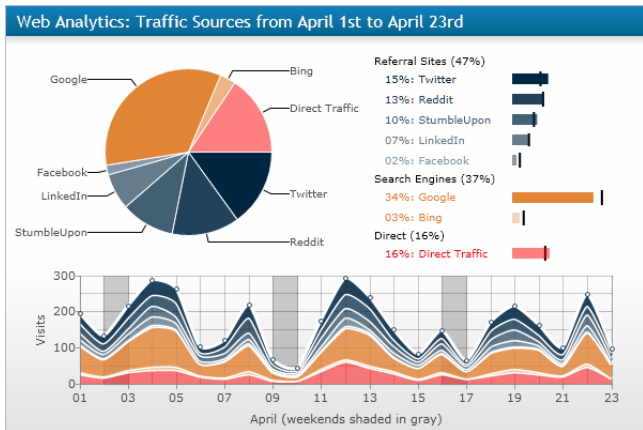 Web Analytics: Traffic Sources from April 1st to April 23rd
Google
Bing
Direct Traffic
Facebook
LinkedIn
StumbleUpon
Twitter
Reddit
Referral Sites (47%)
15%: Twitter
13%: Reddit
10%: StumbleUpon
07%: LinkedIn
02%: Facebook
Search Engines (37%)
34%: Google
03%: Bing
Direct (16%)
16%: Direct Traffic
300
200
100
0
Visits
01 03 05 07 09 11 13 15 17 19 21 23
April (weekends shaded in gray)